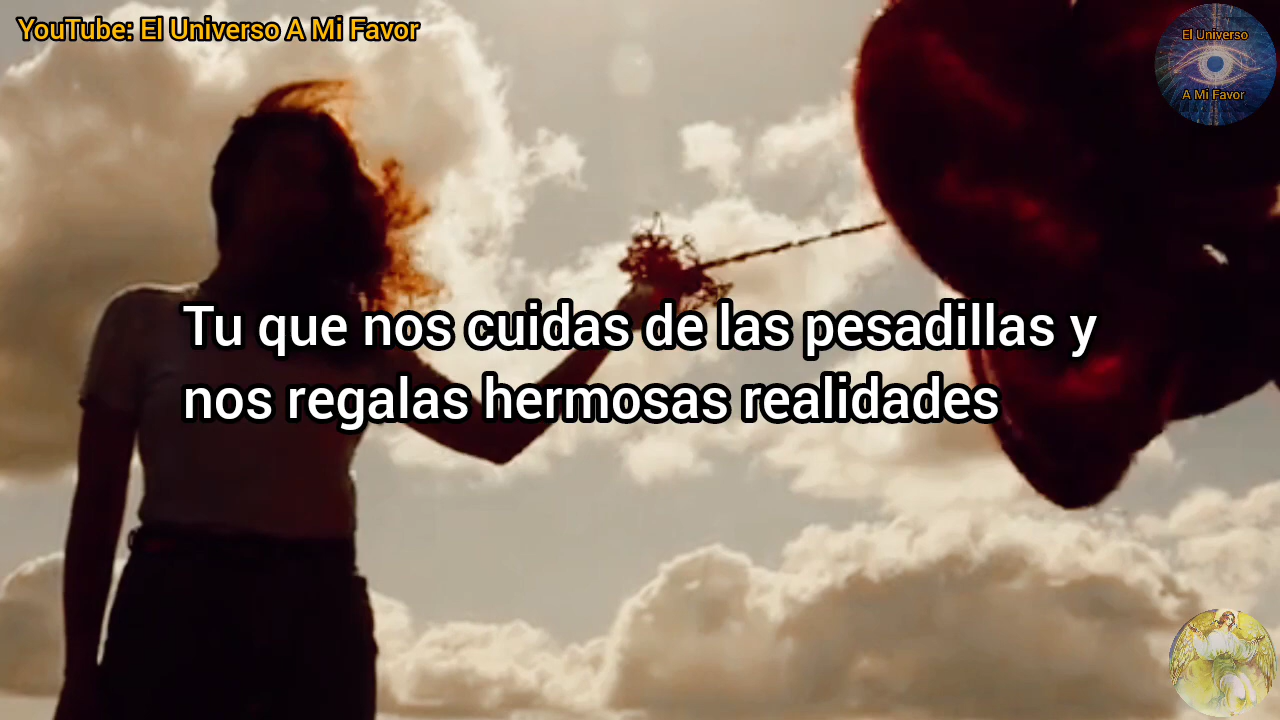 YouTube: El Universo A Mi Favor
El Universo
A Mi Favor
Tu que nos cuidas de las pesadillas y
nos regalas hermosas realidades